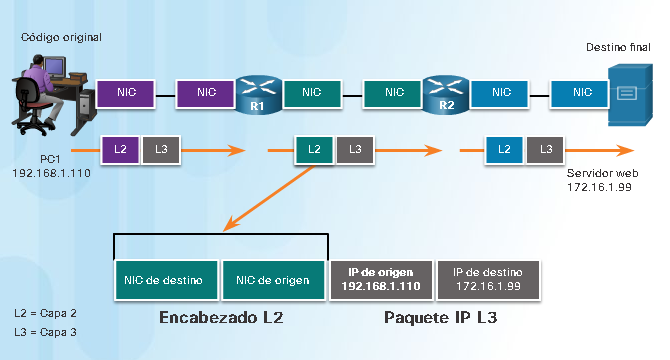 Código original
Destino final
NIC
NIC
R1
NIC
NIC
R2
NIC
NIC
L2
L3
L2
L3
L2
L3
PC1
192.168.1.110
Servidor web
172.16.1.99
NIC de destino
NIC de origen
IP de origen
192.168.1.110
IP de destino
172.16.1.99
L2 = Capa 2
L3 = Capa 3
Encabezado L2
Paquete IP L3